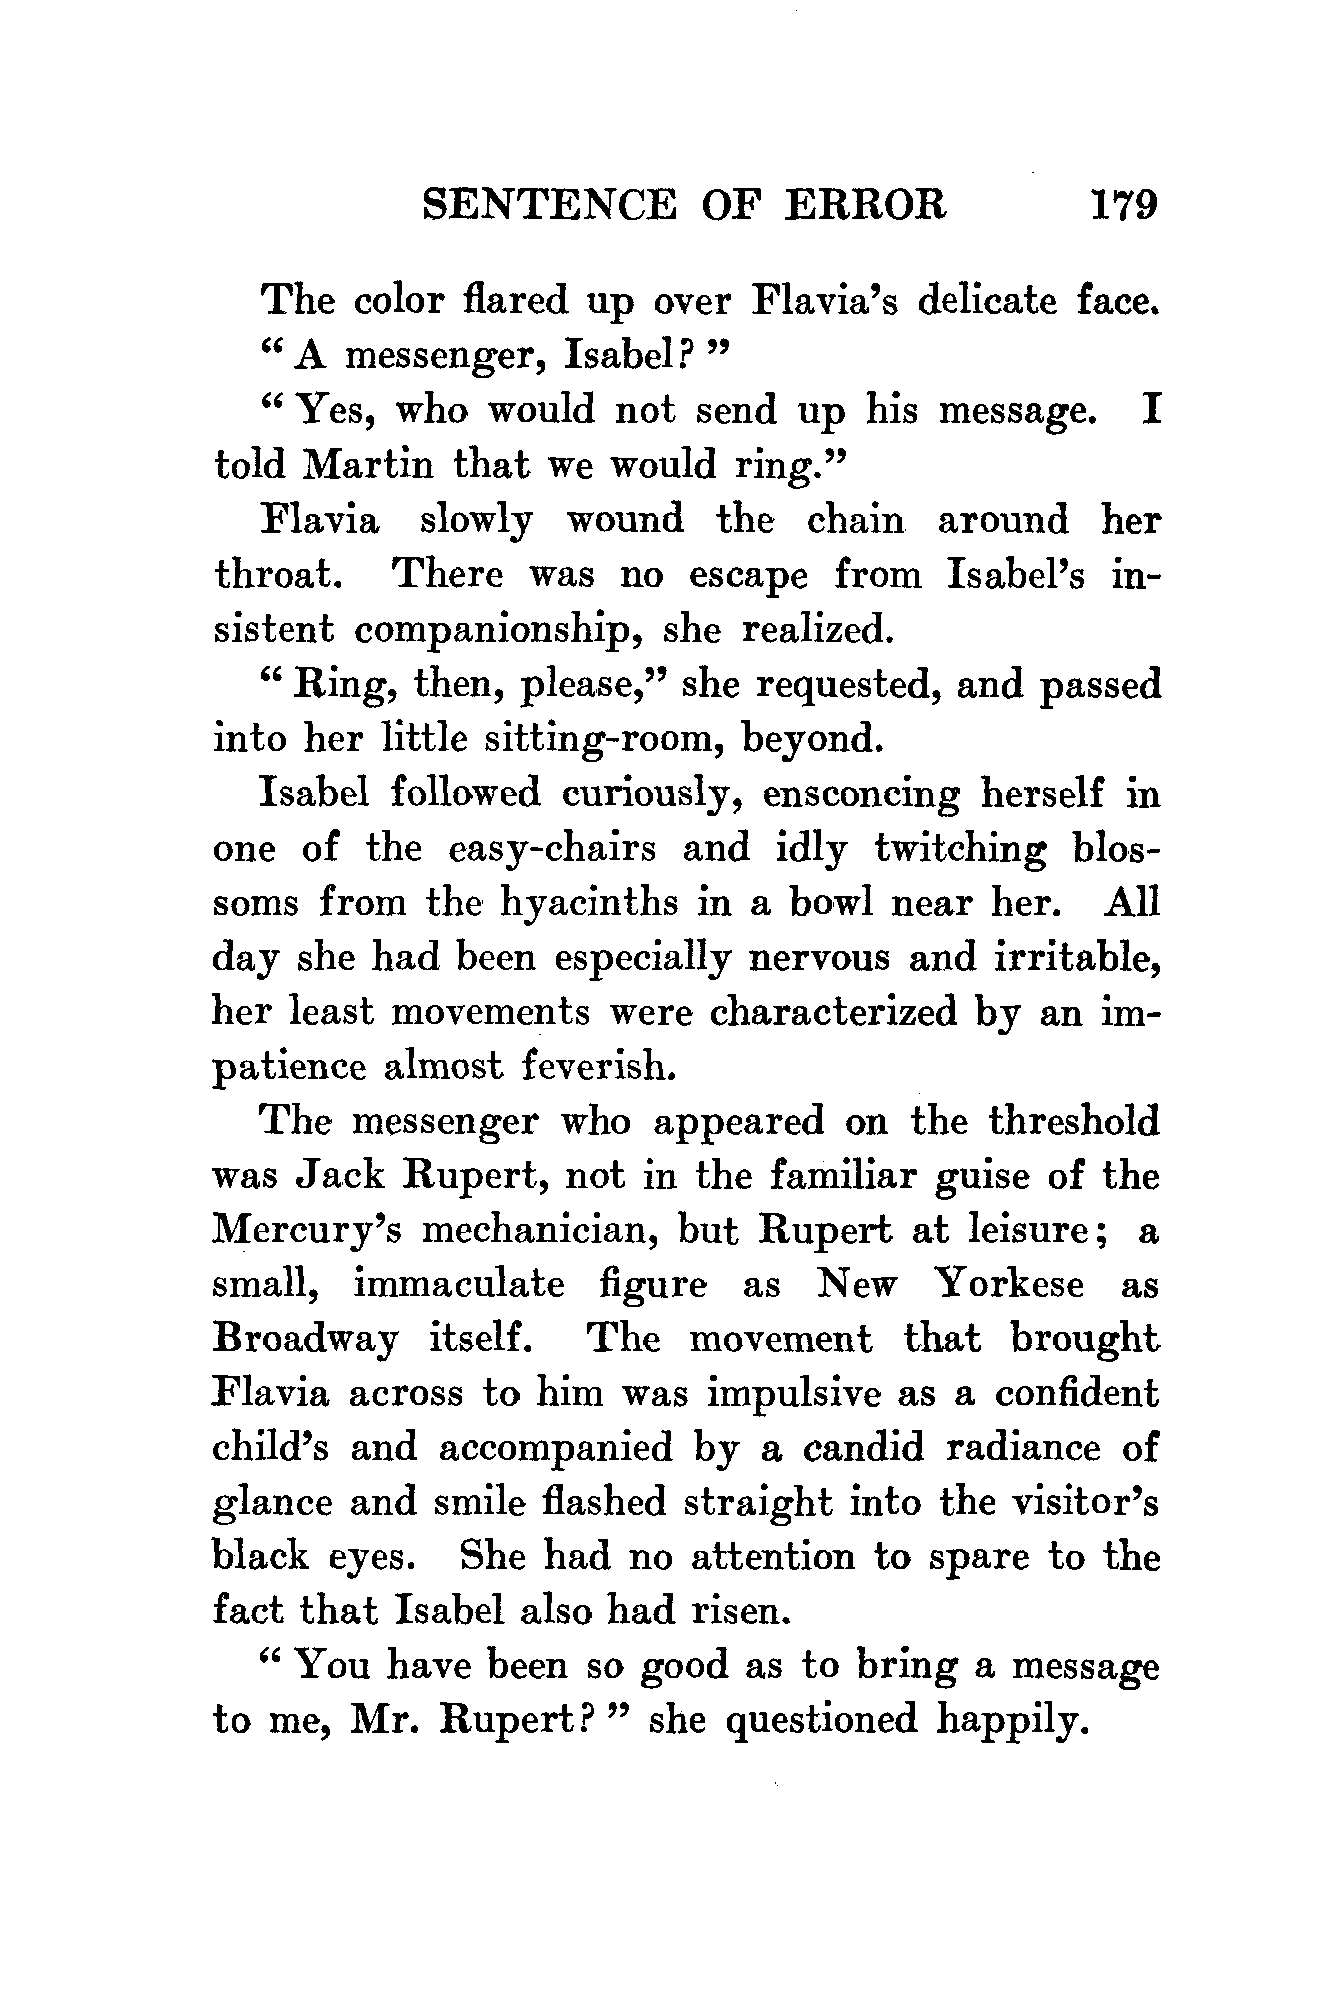 SENTENCE OF ERROR 179
The color flared up over Flavia's delicate face.
" A messenger, Isabel? "
" Yes, who would not send up his message. I
told Martin that we would ring."
Flavia slowly wound the chain around her
throat. There was no escape from Isabel's in-
sistent companionship, she realized.
" Ring, then, please," she requested, and passed
into her little sitting-room, beyond.
Isabel followed curiously, ensconcing herself in
one of the easy-chairs and idly twitching blos-
soms from the hyacinths in a bowl near her. All
day she had been especially nervous and irritable,
her least movements were characterized by an im-
patience almost feverish.
The messenger who appeared on the threshold
was Jack Rupert, not in the familiar guise of the
Mercury's mechanician, but Rupert at leisure; a
small, immaculate figure as New Yorkese as
Broadway itself. The movement that brought
Flavia across to him was impulsive as a confident
child's and accompanied by a candid radiance of
glance and smile flashed straight into the visitor's
black eyes. She had no attention to spare to the
fact that Isabel also had risen.
" You have been so good as to bring a message
to me, Mr. Rupert? " she questioned happily.